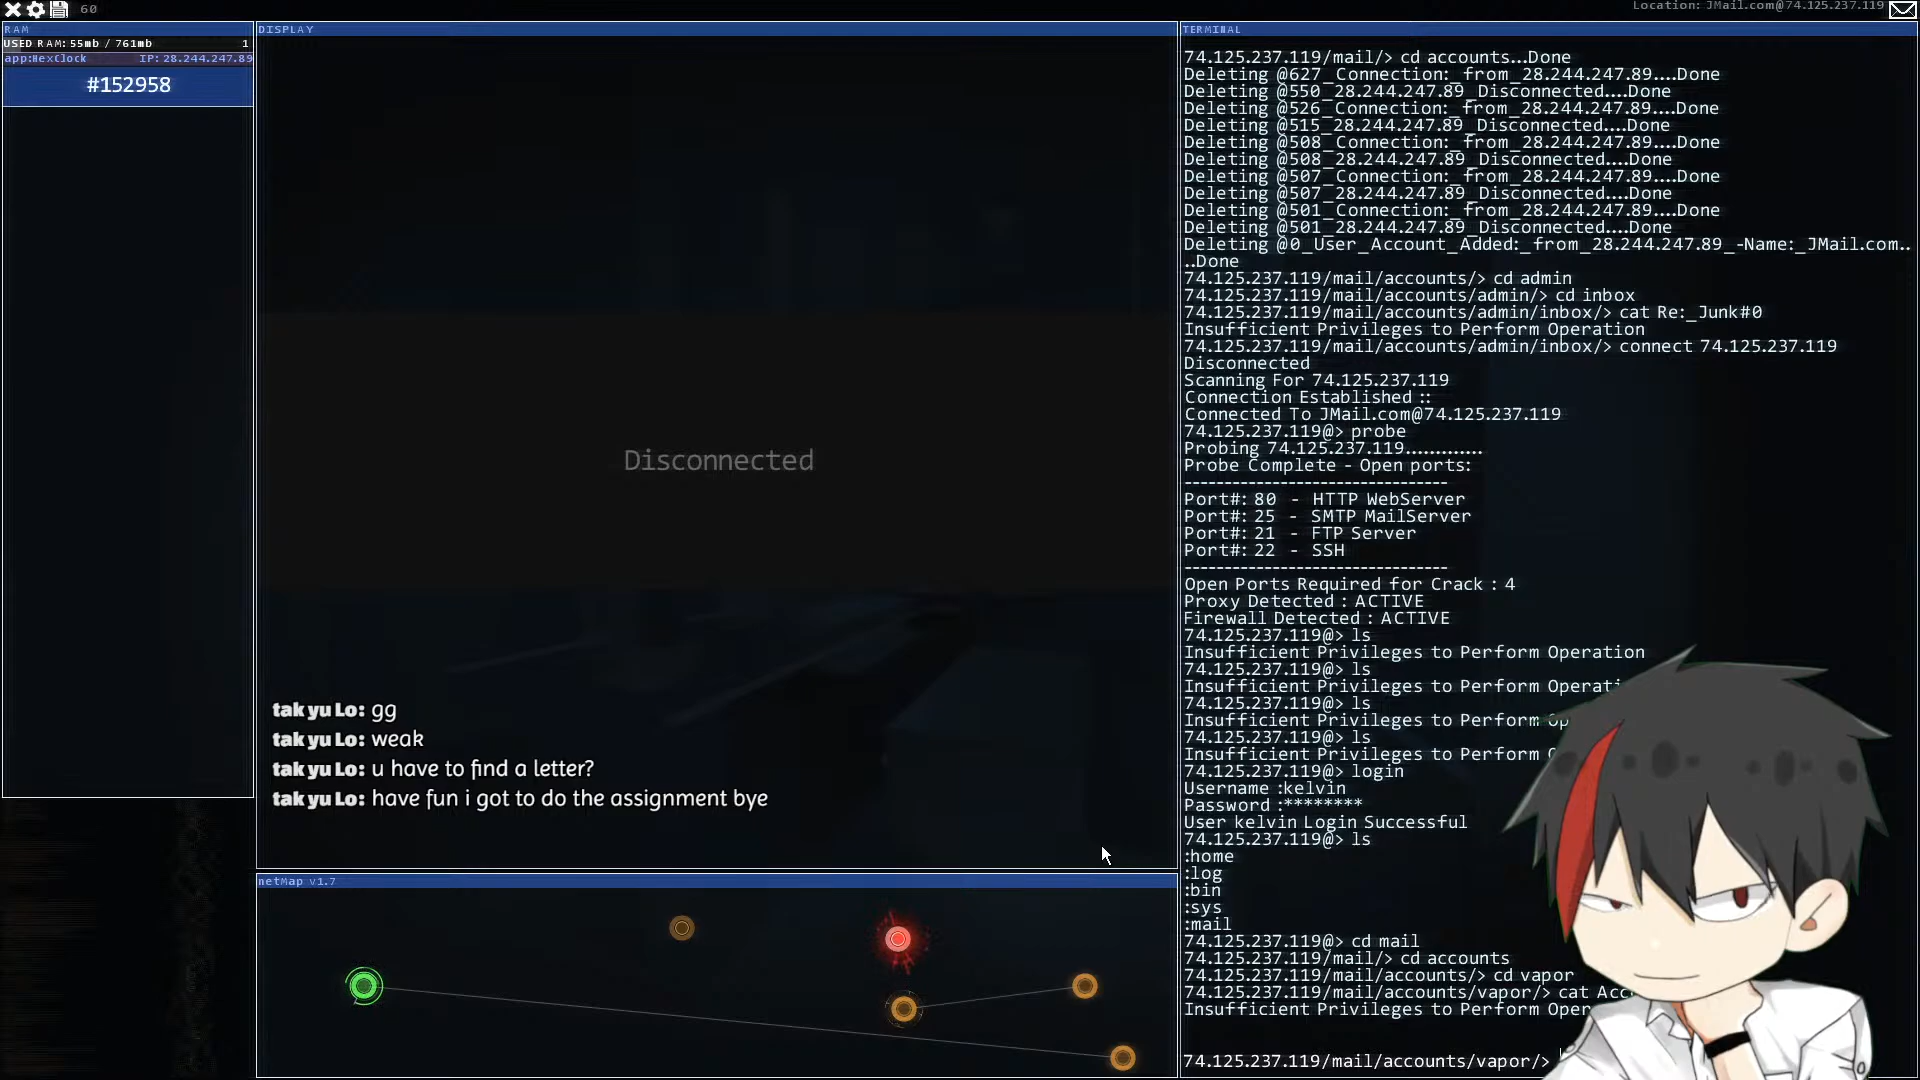 60
Location: JMail.com@74.125.237.119
RAM
USED RAM: 55mb / 761mb 1
app:HexClock IP: 28.244.247.89
#152958
DISPLAY
Disconnected
tak yu Lo: gg
tak yu Lo: weak
tak yu Lo: u have to find a letter?
tak yu Lo: have fun i got to do the assignment bye
netMap v1.7
TERMINAL
74.125.237.119/mail/> cd accounts...Done
Deleting @627_Connection:_from_28.244.247.89....Done
Deleting @550_28.244.247.89_Disconnected....Done
Deleting @526_Connection:_from_28.244.247.89....Done
Deleting @515_28.244.247.89_Disconnected....Done
Deleting @508_Connection:_from_28.244.247.89....Done
Deleting @508_28.244.247.89_Disconnected....Done
Deleting @507_Connection:_from_28.244.247.89....Done
Deleting @507_28.244.247.89_Disconnected....Done
Deleting @501_Connection:_from_28.244.247.89....Done
Deleting @501_28.244.247.89_Disconnected....Done
Deleting @0_User_Account_Added:_from_28.244.247.89_-Name:_JMail.com..
..Done
74.125.237.119/mail/accounts/> cd admin
74.125.237.119/mail/accounts/admin/> cd inbox
74.125.237.119/mail/accounts/admin/inbox/> cat Re:_Junk#0
Insufficient Privileges to Perform Operation
74.125.237.119/mail/accounts/admin/inbox/> connect 74.125.237.119
Disconnected
Scanning For 74.125.237.119
Connection Established ::
Connected To JMail.com@74.125.237.119
74.125.237.119@> probe
Probing 74.125.237.119.............
Probe Complete - Open ports:
---------------------------------
Port#: 80 - HTTP WebServer
Port#: 25 - SMTP MailServer
Port#: 21 - FTP Server
Port#: 22 - SSH
---------------------------------
Open Ports Required for Crack : 4
Proxy Detected : ACTIVE
Firewall Detected : ACTIVE
74.125.237.119@> ls
Insufficient Privileges to Perform Operation
74.125.237.119@> ls
Insufficient Privileges to Perform Operati
74.125.237.119@> ls
Insufficient Privileges to Perform Op
74.125.237.119@> ls
Insufficient Privileges to Perform
74.125.237.119@> login
Username :kelvin
Password :********
User kelvin Login Successful
74.125.237.119@> ls
:home
:log
:bin
:sys
:mail
74.125.237.119@> cd mail
74.125.237.119/mail/> cd accounts
74.125.237.119/mail/accounts/> cd vapor
74.125.237.119/mail/accounts/vapor/> cat Acc
Insufficient Privileges to Perform Oper
74.125.237.119/mail/accounts/vapor/>